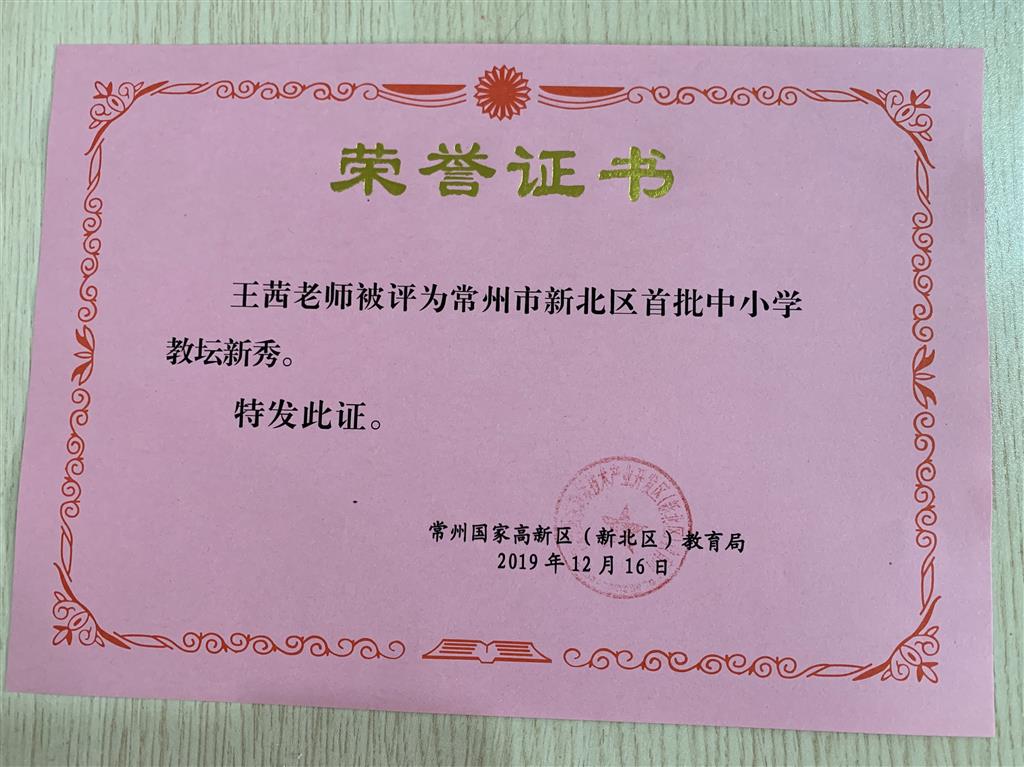 荣誉证书
王茜老师被评为常州市新北区首批中小学
教坛新秀。
特发此证。
常州国家高新区（新北区）教育局
2019年12月16日